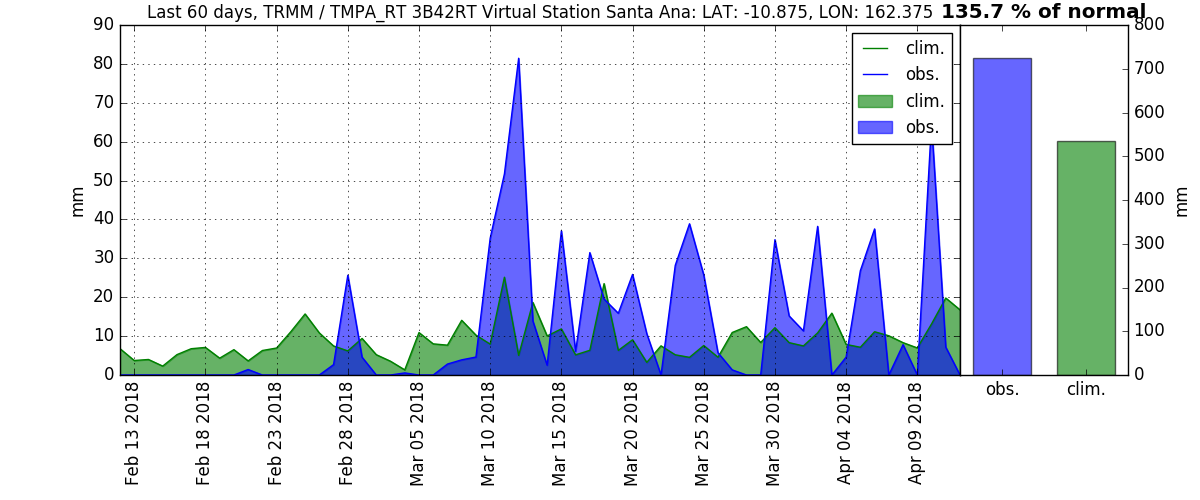 Last 60 days, TRMM / TMPA_RT 3B42RT Virtual Station Santa Ana: LAT: -10.875, LON: 162.375 135.7 % of normal
90
80
70
60
50
40
30
20
10
0
mm
clim.
obs.
clim.
obs.
800
700
600
500
400
300
200
100
0
mm
obs.
clim.
Feb 13 2018
Feb 18 2018
Feb 23 2018
Feb 28 2018
Mar 05 2018
Mar 10 2018
Mar 15 2018
Mar 20 2018
Mar 25 2018
Mar 30 2018
Apr 04 2018
Apr 09 2018